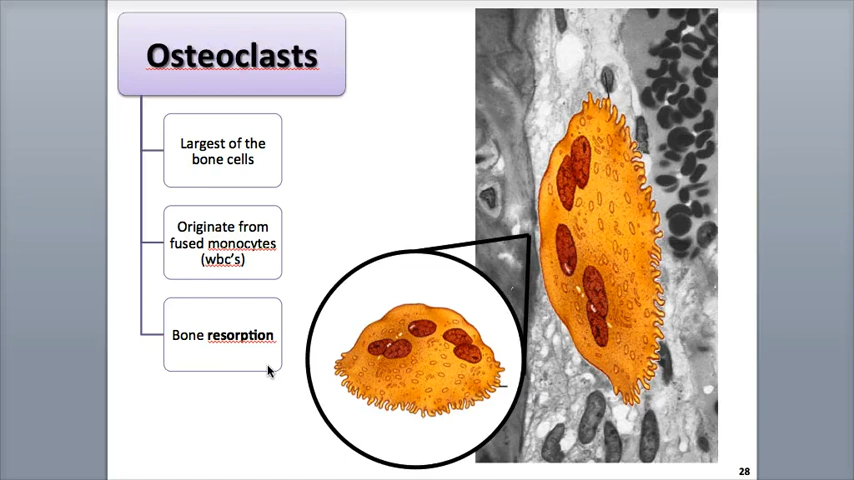 Osteoclasts
Largest of the
bone cells
Originate from
fused monocytes
(wbc's)
Bone resorption
28